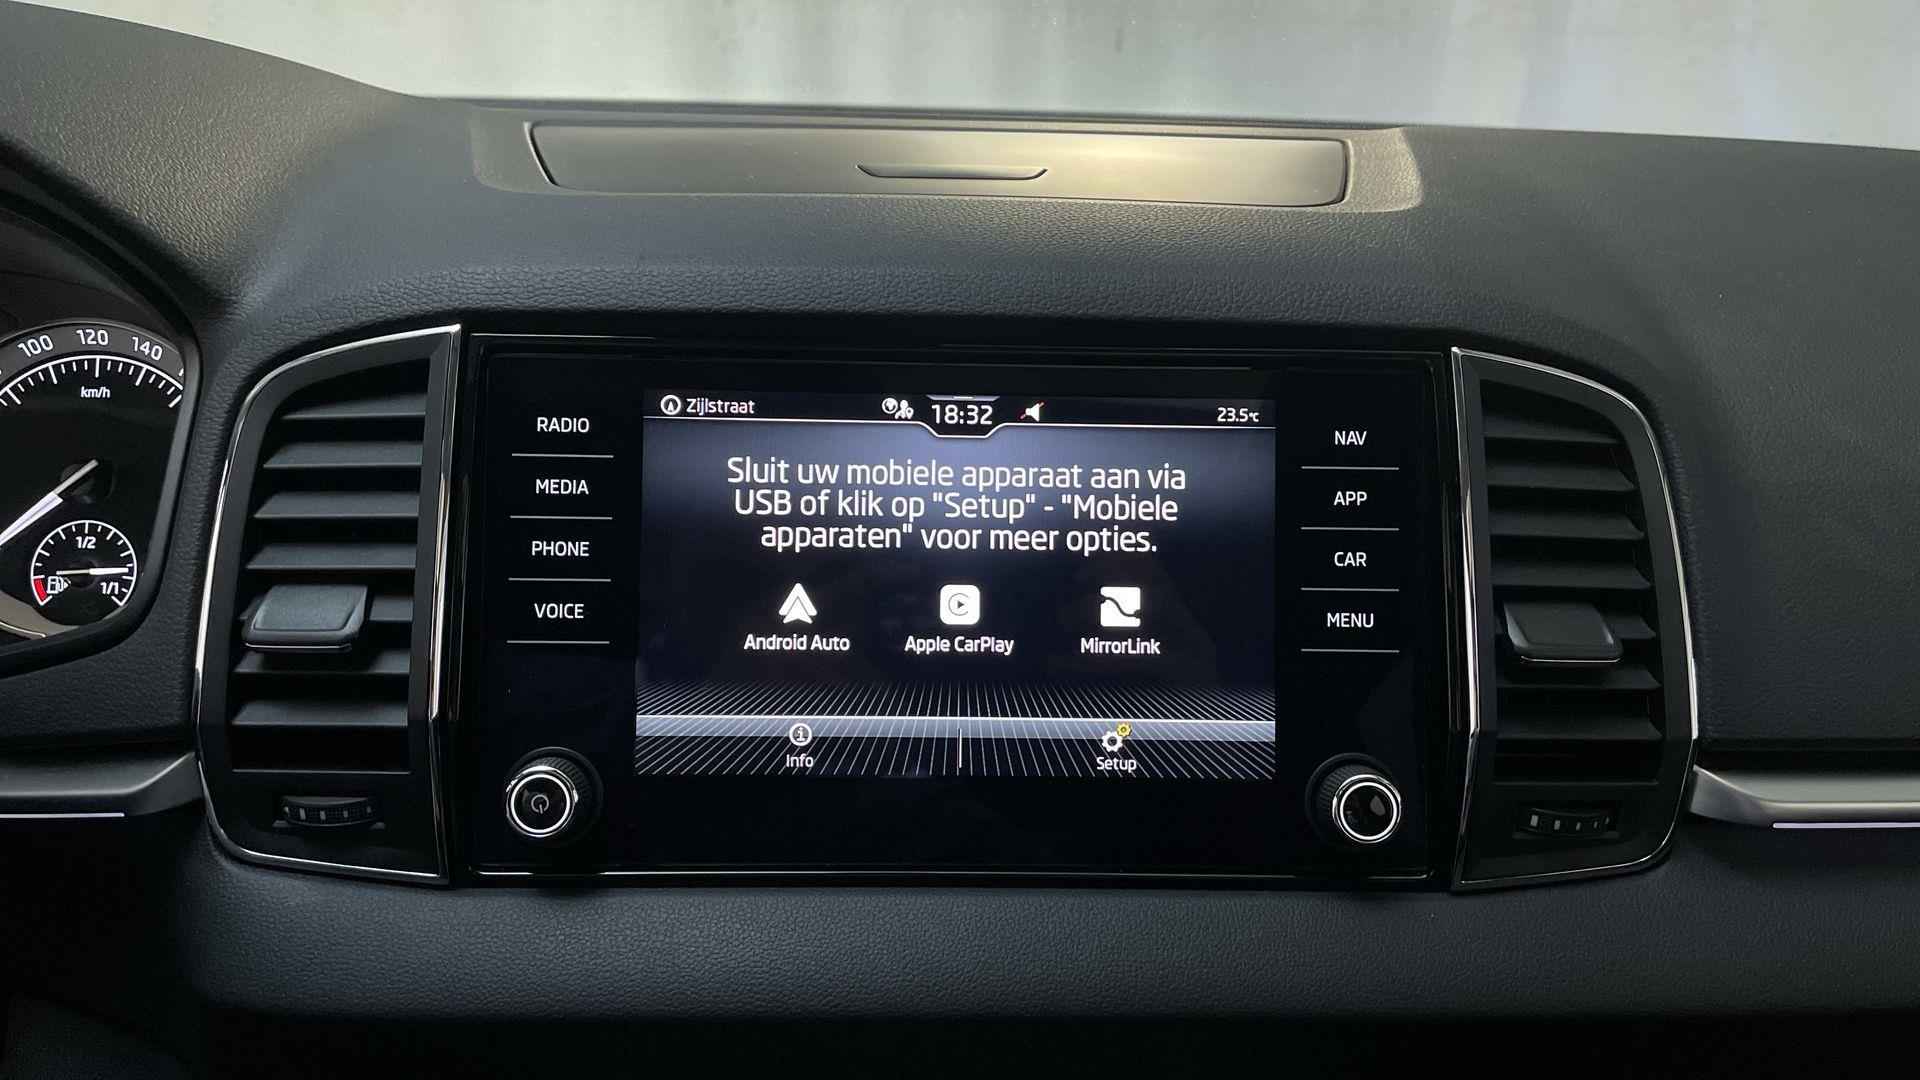 100 120 140
km/h
1/2
1/1
RADIO
MEDIA
PHONE
VOICE
Zijlstraat
18:32
23.5°C
Sluit uw mobiele apparaat aan via
USB of klik op "Setup" - "Mobiele
apparaten" voor meer opties.
Android Auto
Apple CarPlay
MirrorLink
Info
Setup
NAV
APP
CAR
MENU